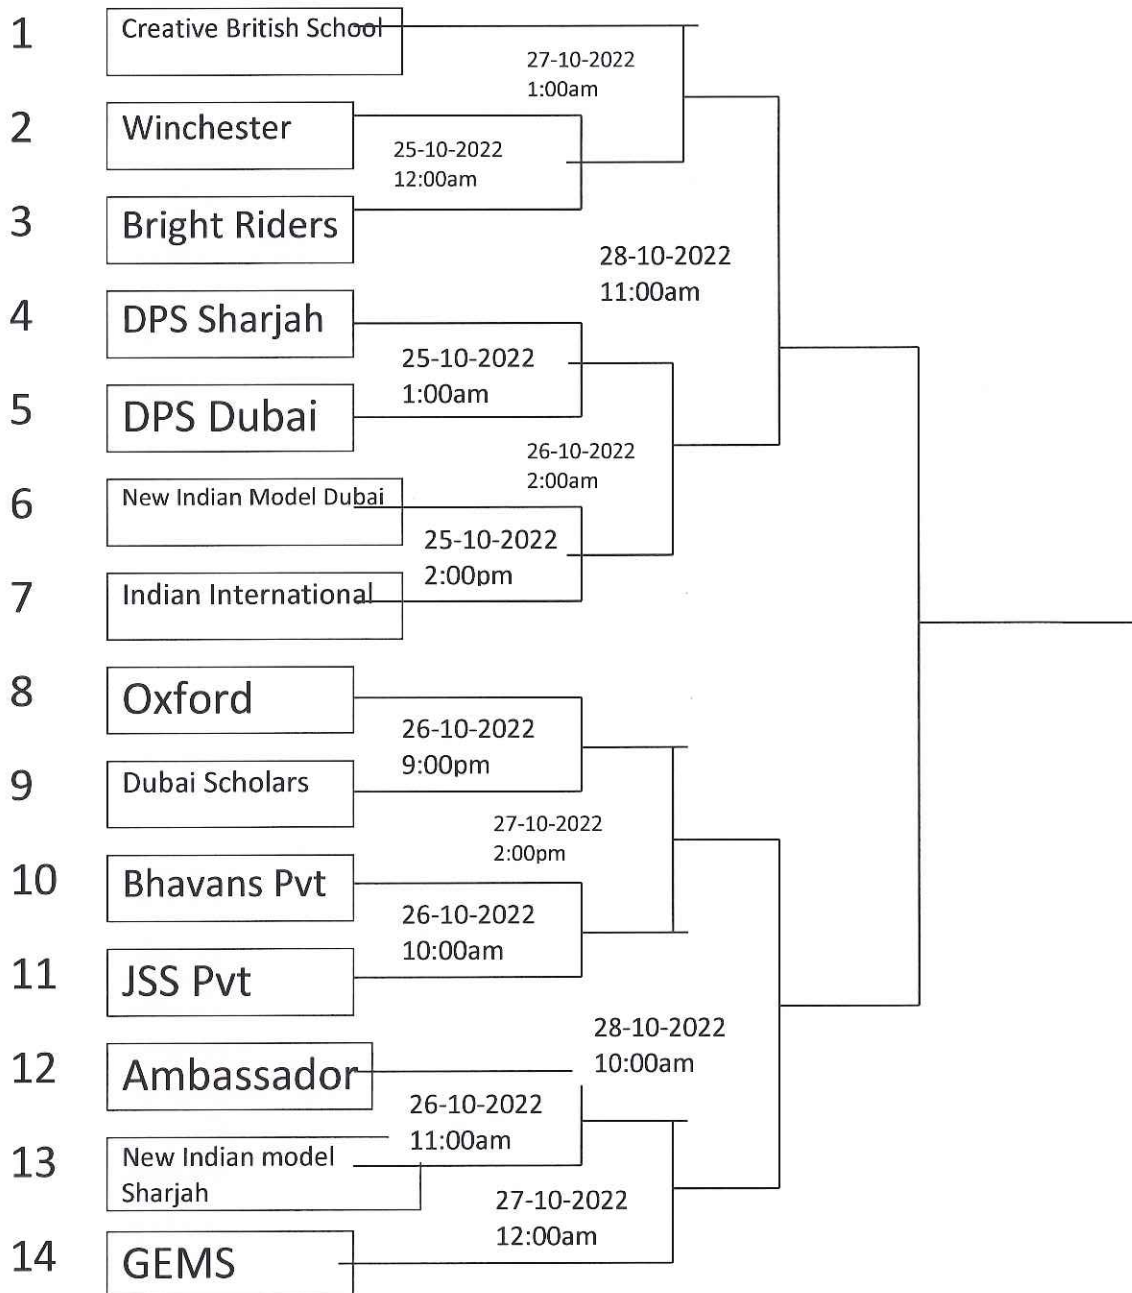 1
Creative British School
27-10-2022
1:00am
2
Winchester
25-10-2022
12:00am
3
Bright Riders
28-10-2022
11:00am
4
DPS Sharjah
25-10-2022
1:00am
5
DPS Dubai
26-10-2022
2:00am
6
New Indian Model Dubai
25-10-2022
2:00pm
7
Indian International
8
Oxford
26-10-2022
9:00pm
9
Dubai Scholars
27-10-2022
2:00pm
10
Bhavans Pvt
26-10-2022
10:00am
11
JSS Pvt
28-10-2022
10:00am
12
Ambassador
26-10-2022
11:00am
13
New Indian model
Sharjah
27-10-2022
12:00am
14
GEMS